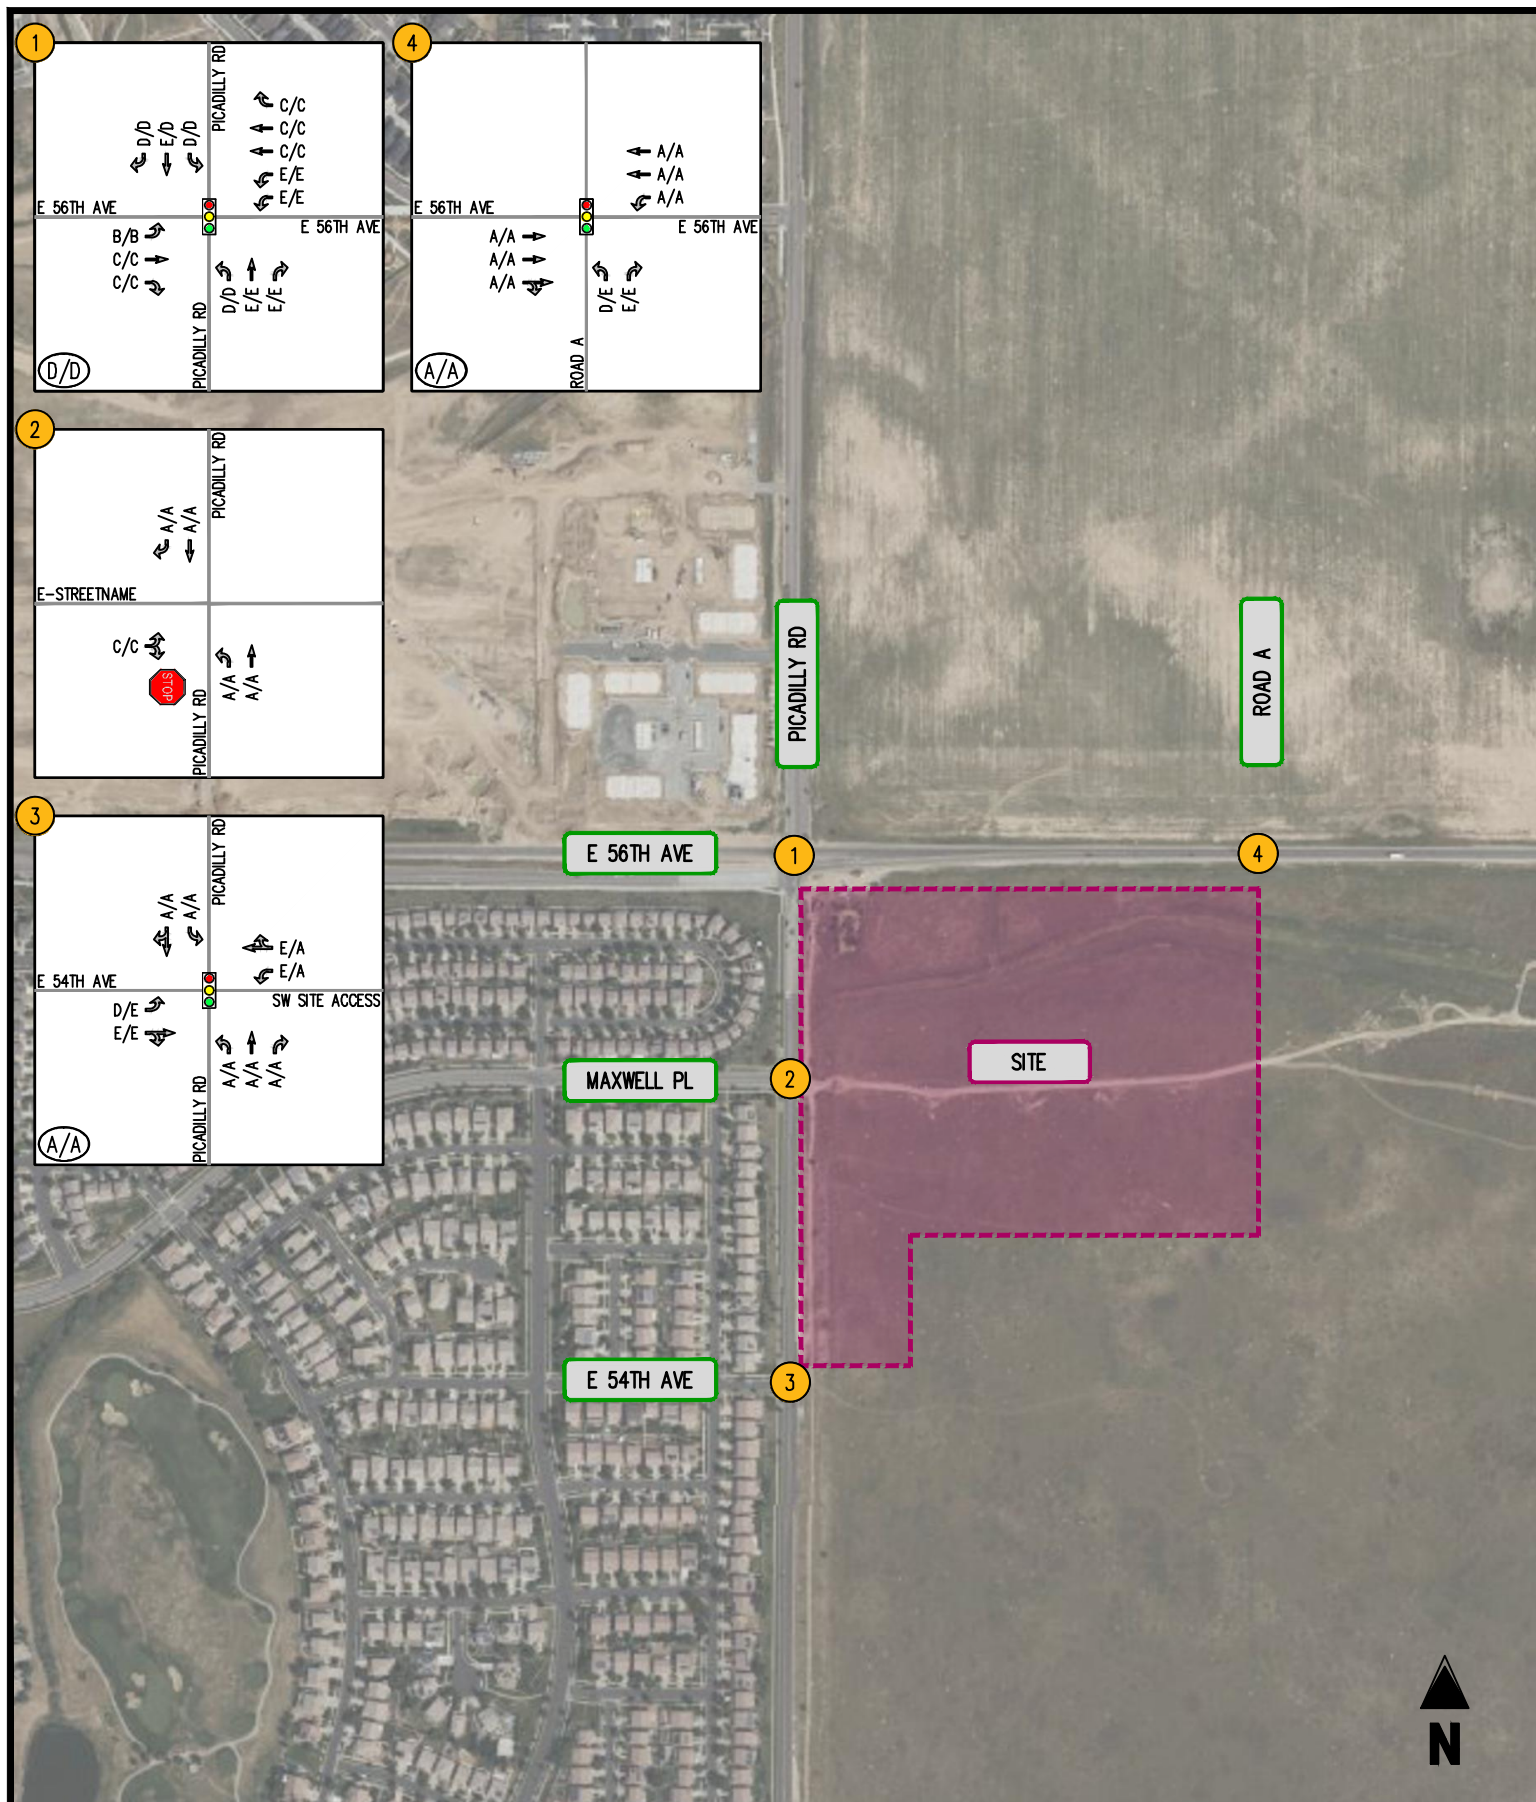 1
PICADILLY RD
D/D
E/D
D/D
C/C
C/C
C/C
E/E
E/E
E 56TH AVE
E 56TH AVE
B/B
C/C
C/C
D/D
E/E
E/E
PICADILLY RD
D/D
4
A/A
A/A
A/A
E 56TH AVE
E 56TH AVE
A/A
A/A
A/A
D/E
E/E
ROAD A
A/A
2
PICADILLY RD
A/A
A/A
E-STREETNAME
C/C
STOP
A/A
A/A
PICADILLY RD
3
PICADILLY RD
A/A
A/A
E/A
E/A
E 54TH AVE
SW SITE ACCESS
D/E
E/E
A/A
A/A
A/A
PICADILLY RD
A/A
PICADILLY RD
ROAD A
E 56TH AVE
1
4
MAXWELL PL
2
SITE
E 54TH AVE
3
N